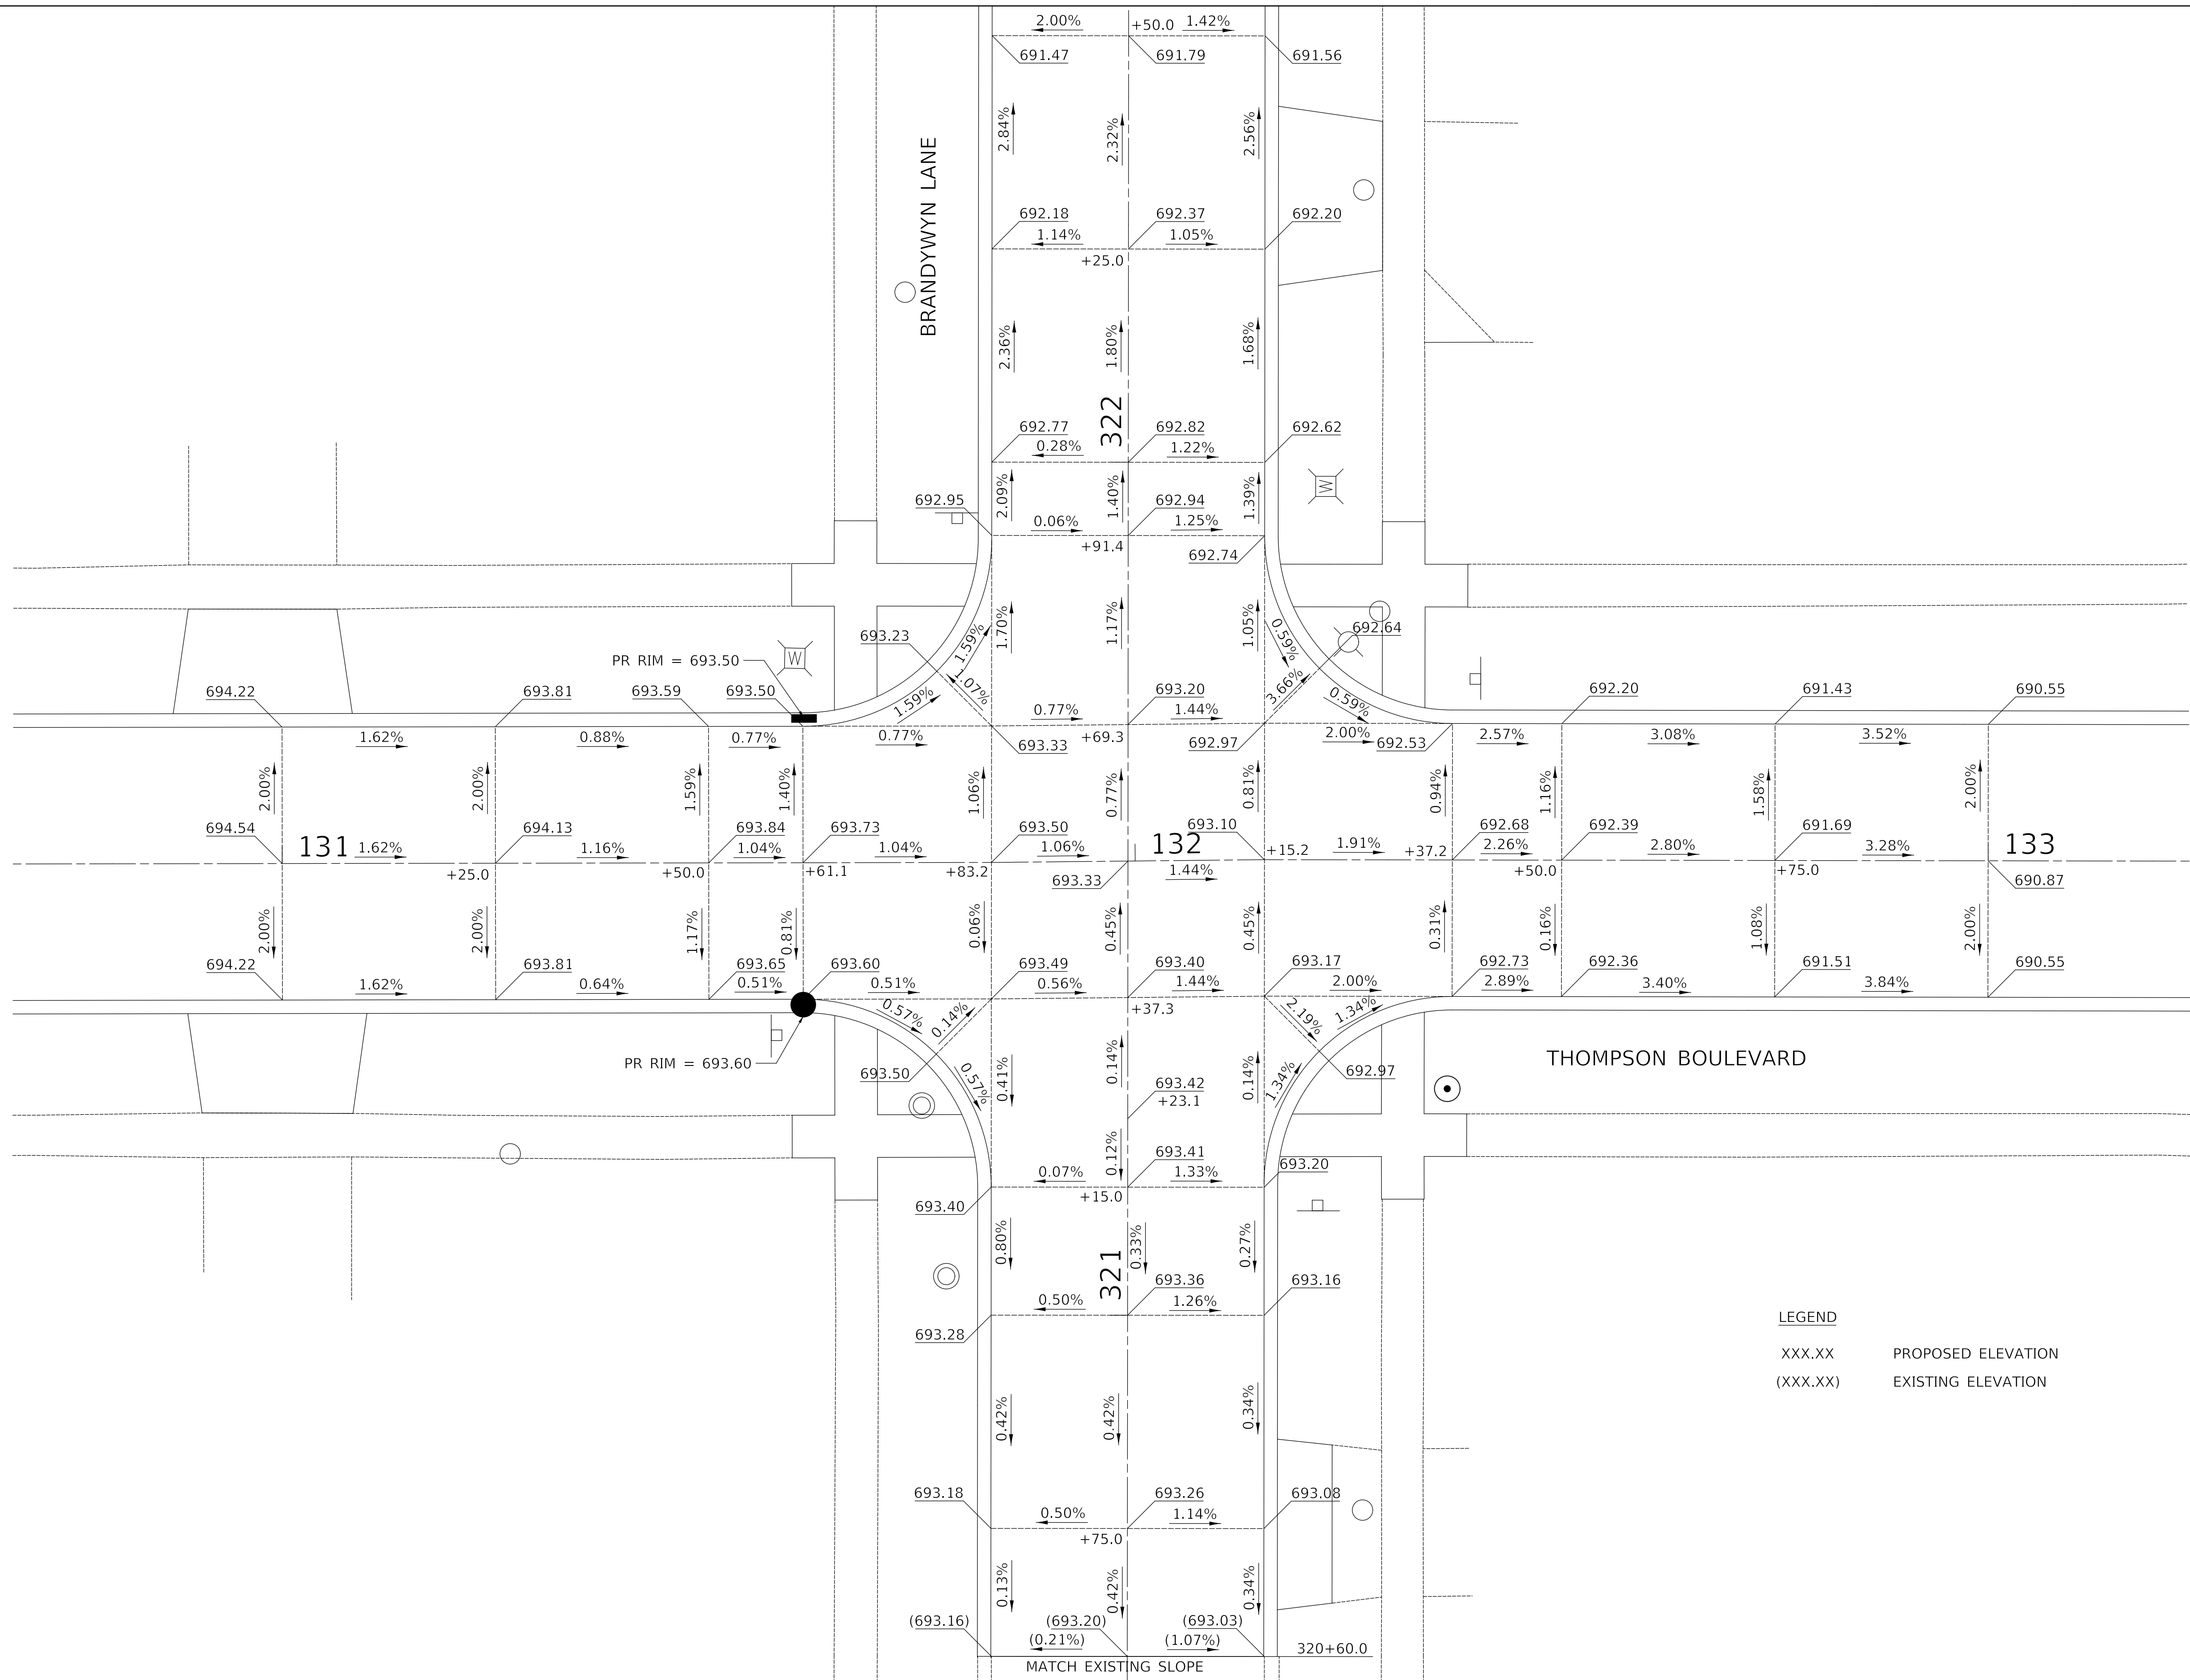 2.00% +50.0 1.42%
691.47 691.79 691.56
2.84% 2.32% 2.56%
BRANDYWYN LANE
692.18 692.37 692.20
1.14% 1.05%
+25.0
2.36% 1.80% 1.68%
322
692.77 692.82 692.62
0.28% 1.22%
2.09% 1.40% 1.39%
W
692.95 692.94
0.06% 1.25%
+91.4 692.74
693.23 1.59% 1.70% 1.17% 1.05% 0.59% 692.64
PR RIM = 693.50 W
1.07% 3.66%
694.22 693.81 693.59 693.50 1.59% 693.20 0.59% 692.20 691.43 690.55
0.77% 1.44%
1.62% 0.88% 0.77% 0.77% 693.33 +69.3 692.97 2.00% 692.53 2.57% 3.08% 3.52%
2.00% 2.00% 1.59% 1.40% 1.06% 0.77% 0.81% 0.94% 1.16% 1.58% 2.00%
694.54 694.13 693.84 693.73 693.50 693.10 692.68 692.39 691.69
131 1.62% 1.16% 1.04% 1.04% 1.06% 132 +15.2 1.91% +37.2 2.26% 2.80% 3.28% 133
+25.0 +50.0 +61.1 +83.2 693.33 1.44% +50.0 +75.0 690.87
2.00% 2.00% 1.17% 0.81% 0.06% 0.45% 0.45% 0.31% 0.16% 1.08% 2.00%
694.22 693.81 693.65 693.60 693.49 693.40 693.17 692.73 692.36 691.51 690.55
1.62% 0.64% 0.51% 0.51% 0.56% 1.44% 2.00% 2.89% 3.40% 3.84%
0.57% 0.14% +37.3 2.19% 1.34%
PR RIM = 693.60 THOMPSON BOULEVARD
693.50 0.57% 0.41% 0.14% 693.42 0.14% 1.34% 692.97
+23.1
0.12% 693.41 693.20
0.07% 1.33%
693.40 +15.0
0.80% 0.33% 0.27%
321
693.36 693.16
0.50% 1.26%
693.28
LEGEND
XXX.XX PROPOSED ELEVATION
(XXX.XX) EXISTING ELEVATION
0.42% 0.42% 0.34%
693.18 693.26 693.08
0.50% 1.14%
+75.0
0.13% 0.42% 0.34%
(693.16) (693.20) (693.03)
(0.21%) (1.07%) 320+60.0
MATCH EXISTING SLOPE